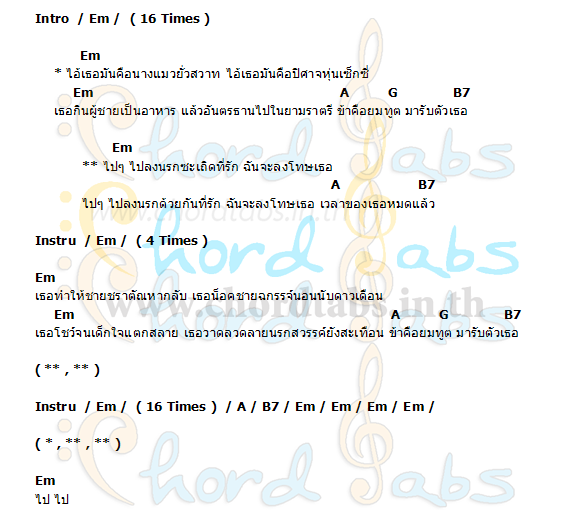 Intro / Em / ( 16 Times )
Em
* ไอ้เธอมันคือนางแมวยั่วสวาท ไอ้เธอมันคือปิศาจหุ่นเซ็กซี่
Em A G B7
เธอกินผู้ชายเป็นอาหาร แล้วอันตรธานไปในยามราตรี ข้าคือยมทูต มารับตัวเธอ
Em
** ไปๆ ไปลงนรกซะเถิดที่รัก ฉันจะลงโทษเธอ
A B7
ไปๆ ไปลงนรกด้วยกันที่รัก ฉันจะลงโทษเธอ เวลาของเธอหมดแล้ว
Instru / Em / ( 4 Times )
Em
เธอทำให้ชายชราตัณหากลับ เธอน็อคชายฉกรรจ์นอนนับดาวเดือน
Em A G B7
เธอโชว์จนเด็กใจแตกสลาย เธอวาดลวดลายนรกสวรรค์ยังสะเทือน ข้าคือยมทูต มารับตัวเธอ
( ** , ** )
Instru / Em / ( 16 Times ) / A / B7 / Em / Em / Em / Em /
( * , ** , ** )
Em
ไป ไป
Chord Tabs
www.chordtabs.in.th